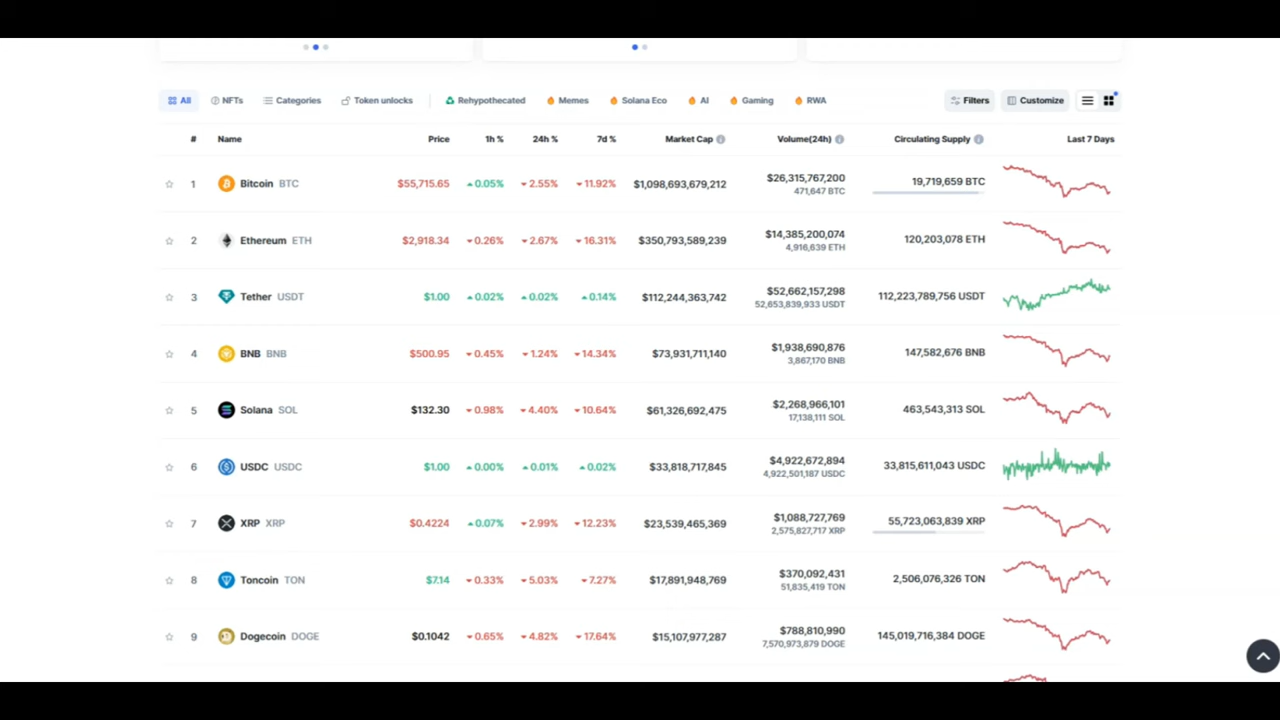 All NFTs Categories Token unlocks Rehypothecated Memes Solana Eco AI Gaming RWA Filters Customize
# Name Price 1h % 24h % 7d % Market Cap Volume(24h) Circulating Supply Last 7 Days
1 Bitcoin BTC $55,715.65 0.05% 2.55% 11.92% $1,098,693,679,212 $26,315,767,200 19,719,659 BTC
471,647 BTC
2 Ethereum ETH $2,918.34 0.26% 2.67% 16.31% $350,793,589,239 $14,385,200,074 120,203,078 ETH
4,916,639 ETH
3 Tether USDT $1.00 0.02% 0.02% 0.14% $112,244,363,742 $52,662,157,298 112,223,789,756 USDT
52,653,839,933 USDT
4 BNB BNB $500.95 0.45% 1.24% 14.34% $73,931,711,140 $1,938,690,876 147,582,676 BNB
3,867,170 BNB
5 Solana SOL $132.30 0.98% 4.40% 10.64% $61,326,692,475 $2,268,966,101 463,543,313 SOL
17,138,111 SOL
6 USDC USDC $1.00 0.00% 0.01% 0.02% $33,818,717,845 $4,922,672,894 33,815,611,043 USDC
4,922,501,187 USDC
7 XRP XRP $0.4224 0.07% 2.99% 12.23% $23,539,465,369 $1,088,727,769 55,723,063,839 XRP
2,575,827,717 XRP
8 Toncoin TON $7.14 0.33% 5.03% 7.27% $17,891,948,769 $370,092,431 2,506,076,326 TON
51,835,419 TON
9 Dogecoin DOGE $0.1042 0.65% 4.82% 17.64% $15,107,977,287 $788,810,990 145,019,716,384 DOGE
7,570,973,879 DOGE